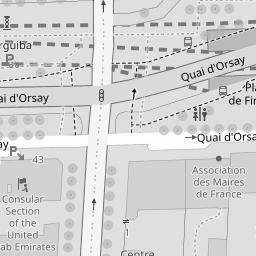 rguiba
P
Quai d'Orsay
ai d'Orsay
Pla
de Fin
Quai d'Orsa
ay
P
43
Association
des Maires
de France
Consular
Section
of the
United
ab Emirates
1
Centre